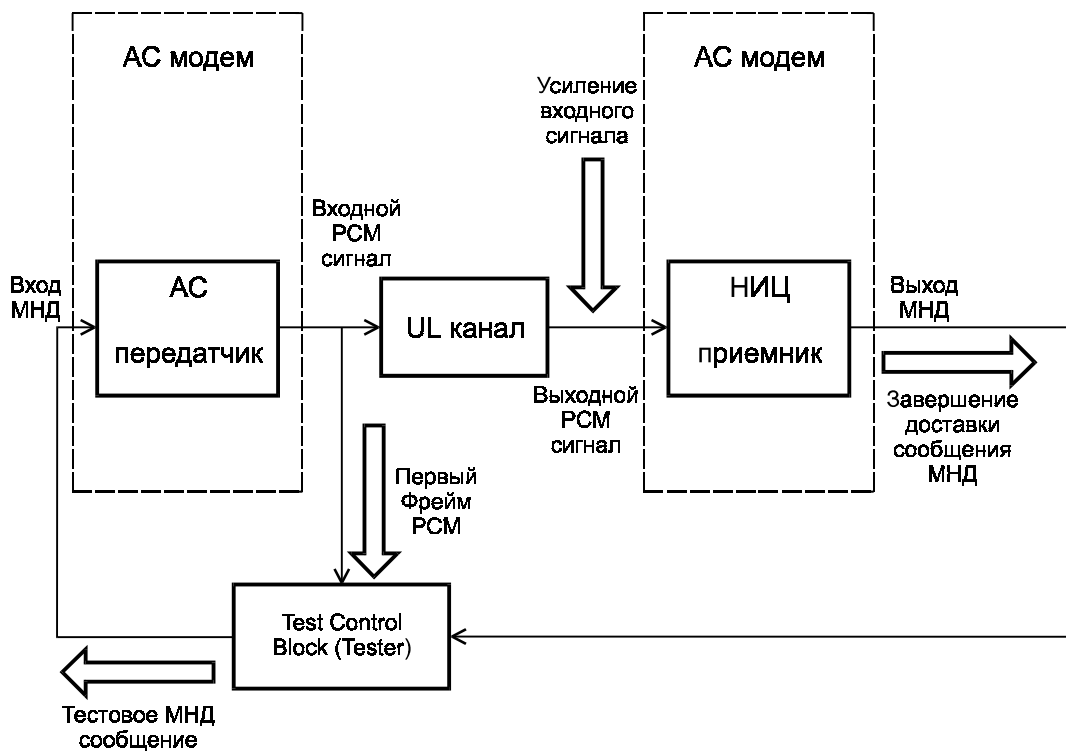 АС модем
АС модем
Усиление
входного
сигнала
Входной
PCM
сигнал
Вход
МНД
АС
передатчик
UL канал
НИЦ
приемник
Выход
МНД
Выходной
PCM
сигнал
Завершение
доставки
сообщения
МНД
Первый
Фрейм
PCM
Test Control
Block (Tester)
Тестовое МНД
сообщение